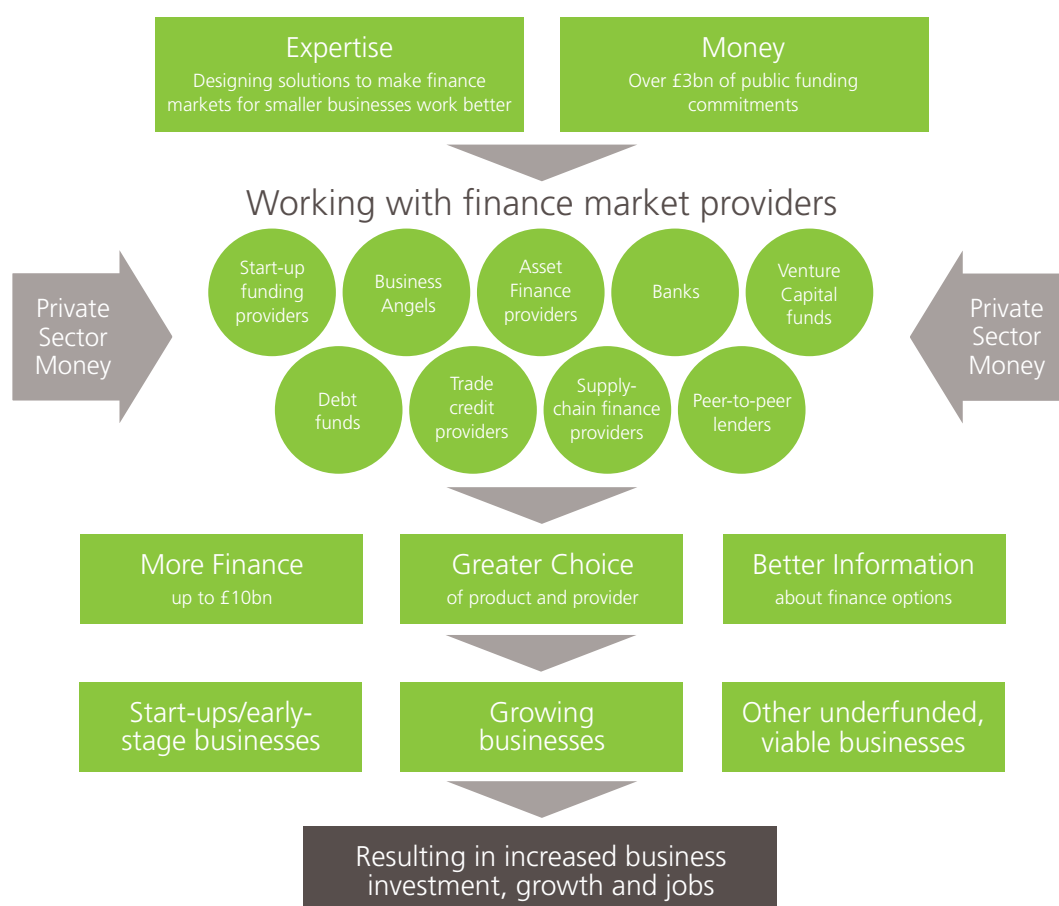 Expertise
Designing solutions to make finance
markets for smaller businesses work better
Money
Over £3bn of public funding
commitments
Working with finance market providers
Private
Sector
Money
Start-up
funding
providers
Business
Angels
Asset
Finance
providers
Banks
Venture
Capital
funds
Private
Sector
Money
Debt
funds
Trade
credit
providers
Supply-
chain finance
providers
Peer-to-peer
lenders
More Finance
up to £10bn
Greater Choice
of product and provider
Better Information
about finance options
Start-ups/early-
stage businesses
Growing
businesses
Other underfunded,
viable businesses
Resulting in increased business
investment, growth and jobs